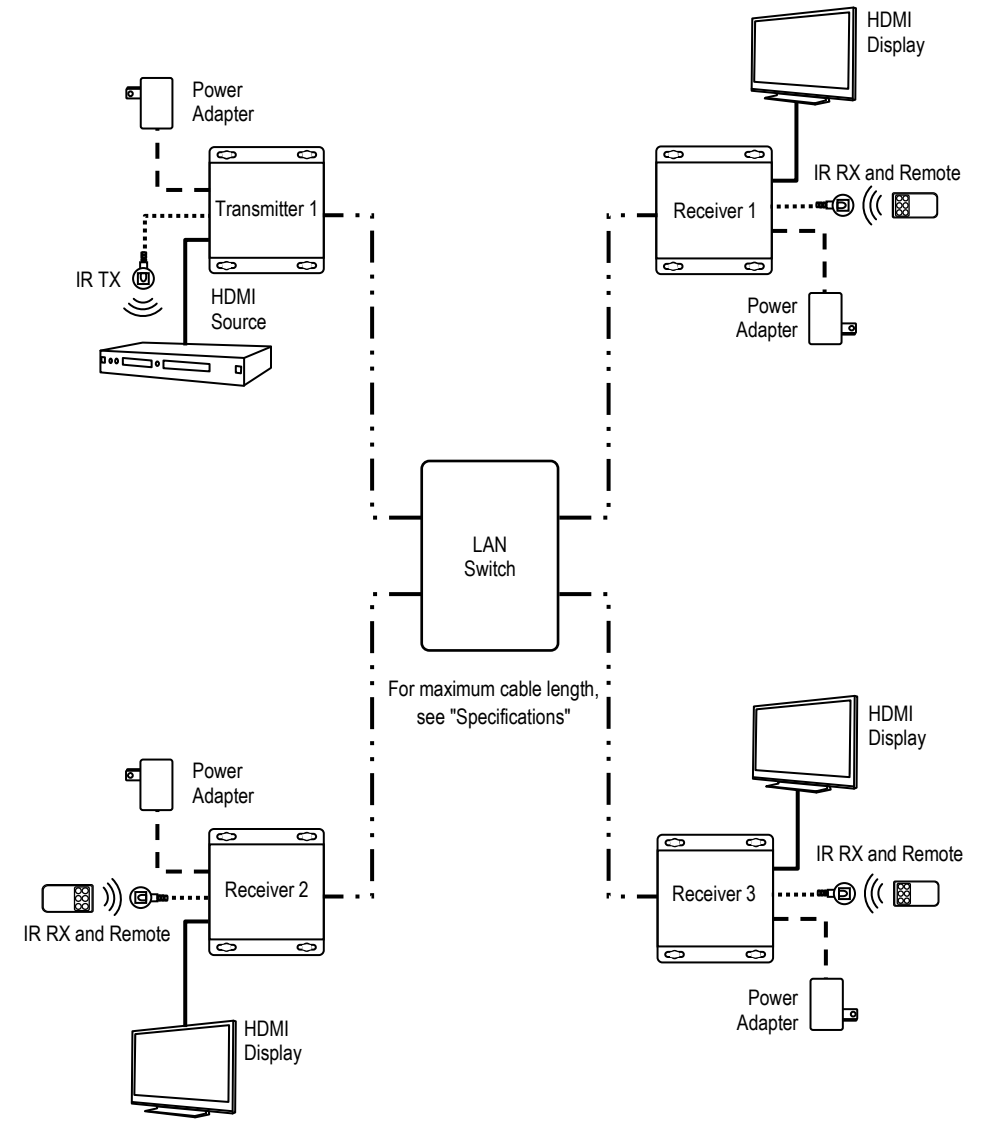 HDMI
Display
Power
Adapter
Transmitter 1
IR TX
HDMI
Source
IR RX and Remote
Receiver 1
Power
Adapter
LAN
Switch
For maximum cable length,
see "Specifications"
Power
Adapter
Receiver 2
IR RX and Remote
HDMI
Display
HDMI
Display
IR RX and Remote
Receiver 3
Power
Adapter